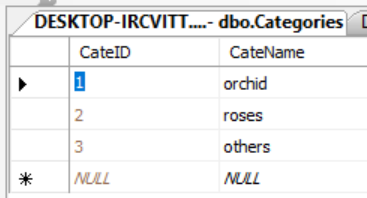 DESKTOP-IRCVITT....- dbo.Categories
CateID CateName
1 orchid
2 roses
3 others
NULL NULL